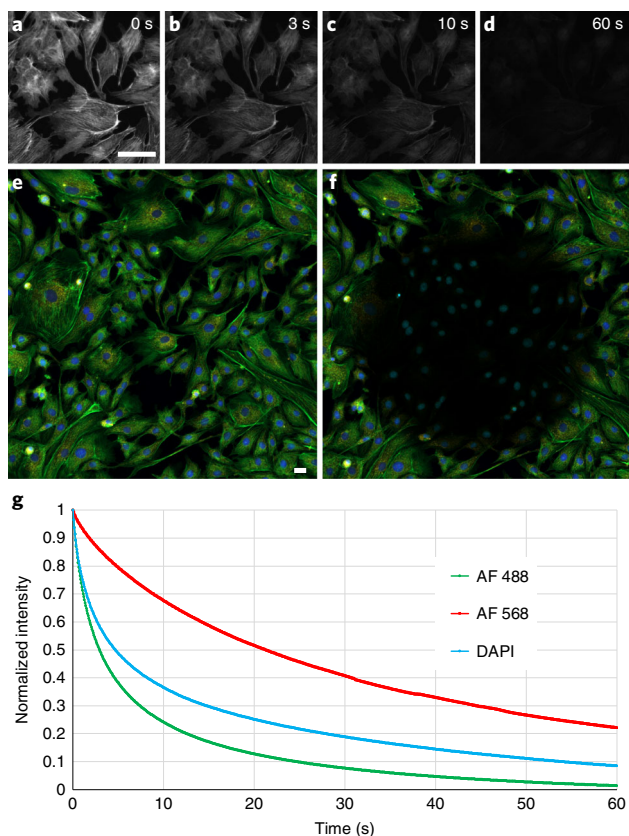 a 0 s
b 3 s
c 10 s
d 60 s
e
f
g
1
0.9
0.8
0.7
0.6
0.5
0.4
0.3
0.2
0.1
0
Normalized intensity
AF 488
AF 568
DAPI
0 10 20 30 40 50 60
Time (s)